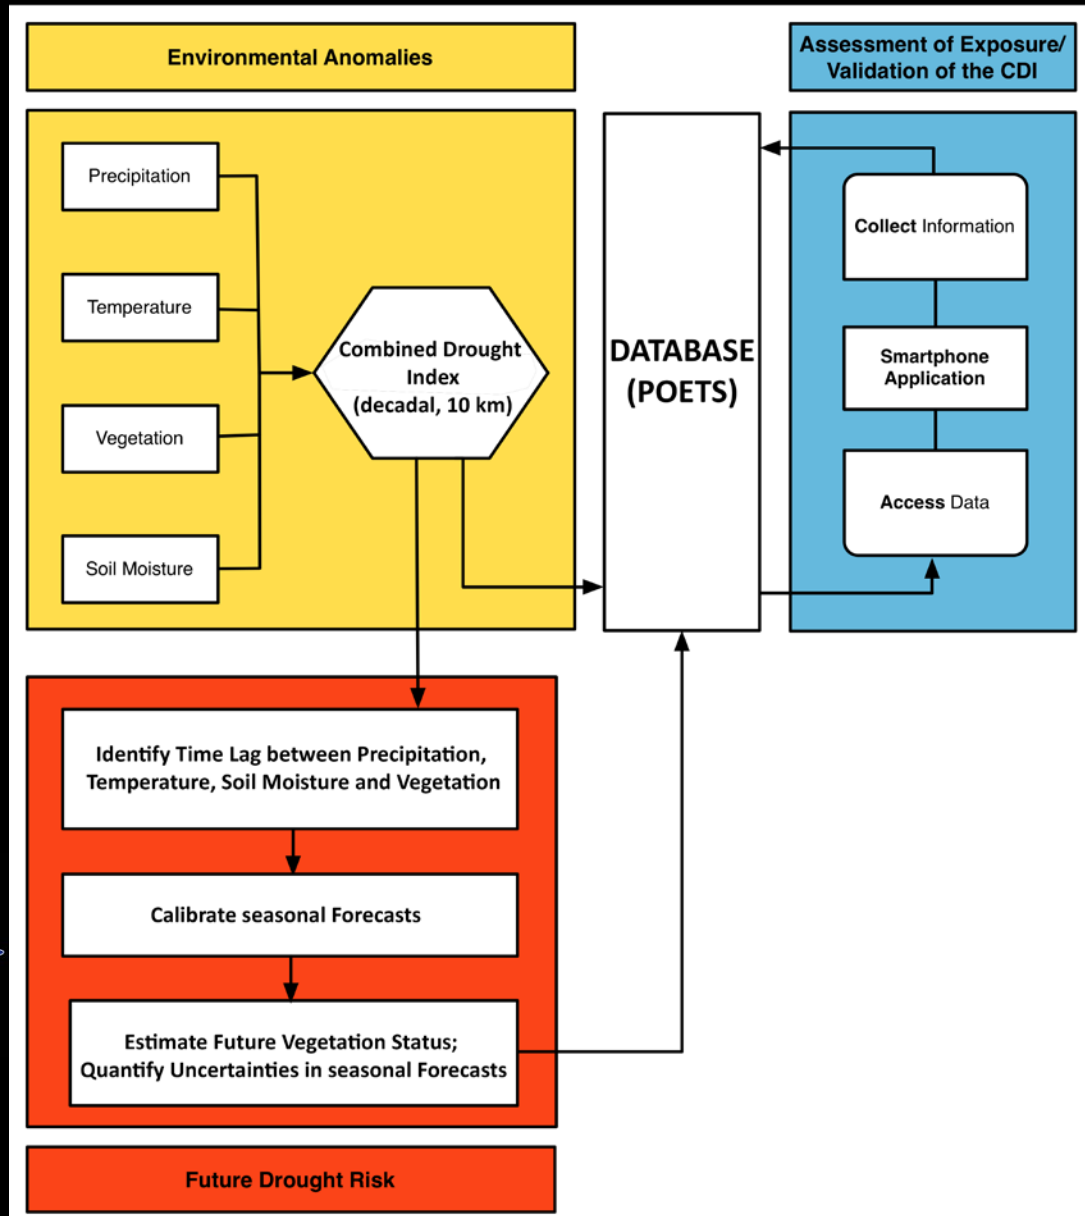 Environmental Anomalies
Assessment of Exposure/
Validation of the CDI
Precipitation
Temperature
Vegetation
Soil Moisture
Combined Drought
Index
(decadal, 10 km)
DATABASE
(POETS)
Collect Information
Smartphone
Application
Access Data
Identify Time Lag between Precipitation,
Temperature, Soil Moisture and Vegetation
Calibrate seasonal Forecasts
Estimate Future Vegetation Status;
Quantify Uncertainties in seasonal Forecasts
Future Drought Risk